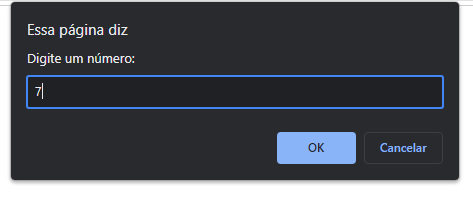 Essa página diz
Digite um número:
7
OK
Cancelar